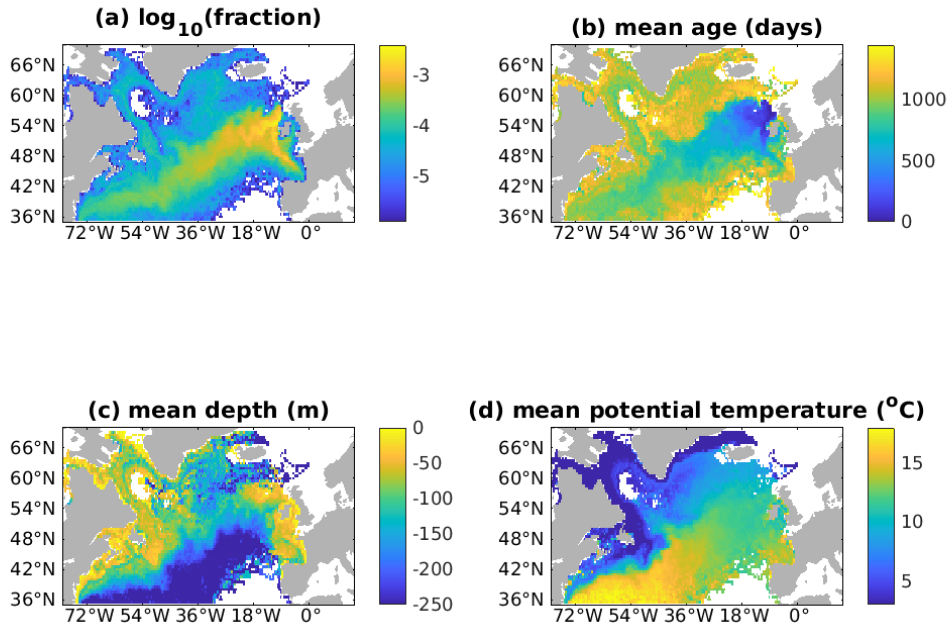 (a) log10(fraction)
66°N
60°N
54°N
48°N
42°N
36°N
72°W 54°W 36°W 18°W 0°
-3
-4
-5
(b) mean age (days)
66°N
60°N
54°N
48°N
42°N
36°N
72°W 54°W 36°W 18°W 0°
1000
500
0
(c) mean depth (m)
66°N
60°N
54°N
48°N
42°N
36°N
72°W 54°W 36°W 18°W 0°
0
-50
-100
-150
-200
-250
(d) mean potential temperature (°C)
66°N
60°N
54°N
48°N
42°N
36°N
72°W 54°W 36°W 18°W 0°
15
10
5